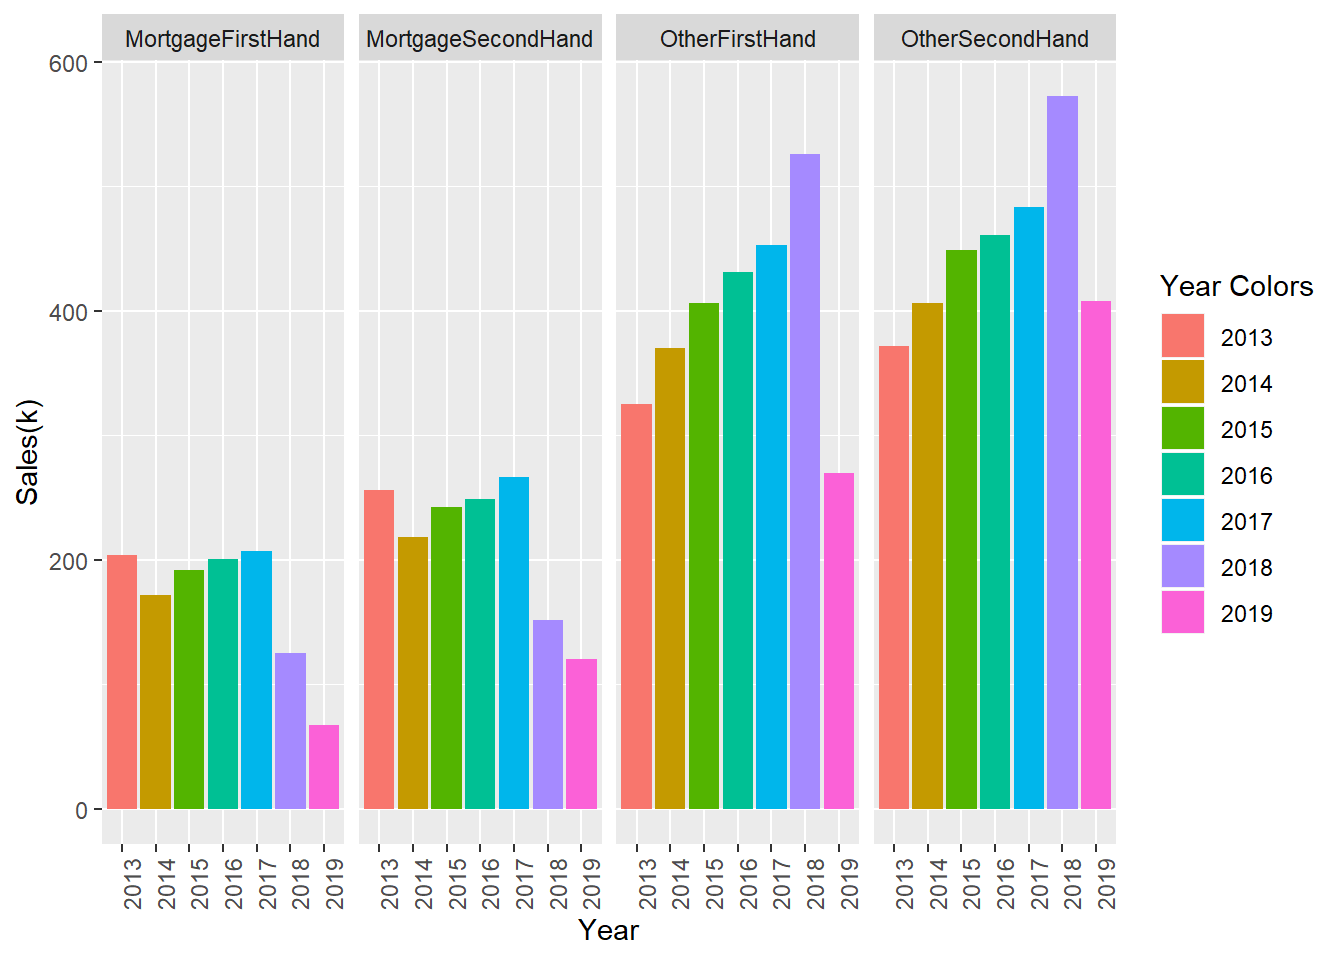 MortgageFirstHand MortgageSecondHand OtherFirstHand OtherSecondHand
600
400
200
0
Sales(k)
2013 2014 2015 2016 2017 2018 2019 2013 2014 2015 2016 2017 2018 2019 2013 2014 2015 2016 2017 2018 2019 2013 2014 2015 2016 2017 2018 2019
Year
Year Colors
2013
2014
2015
2016
2017
2018
2019